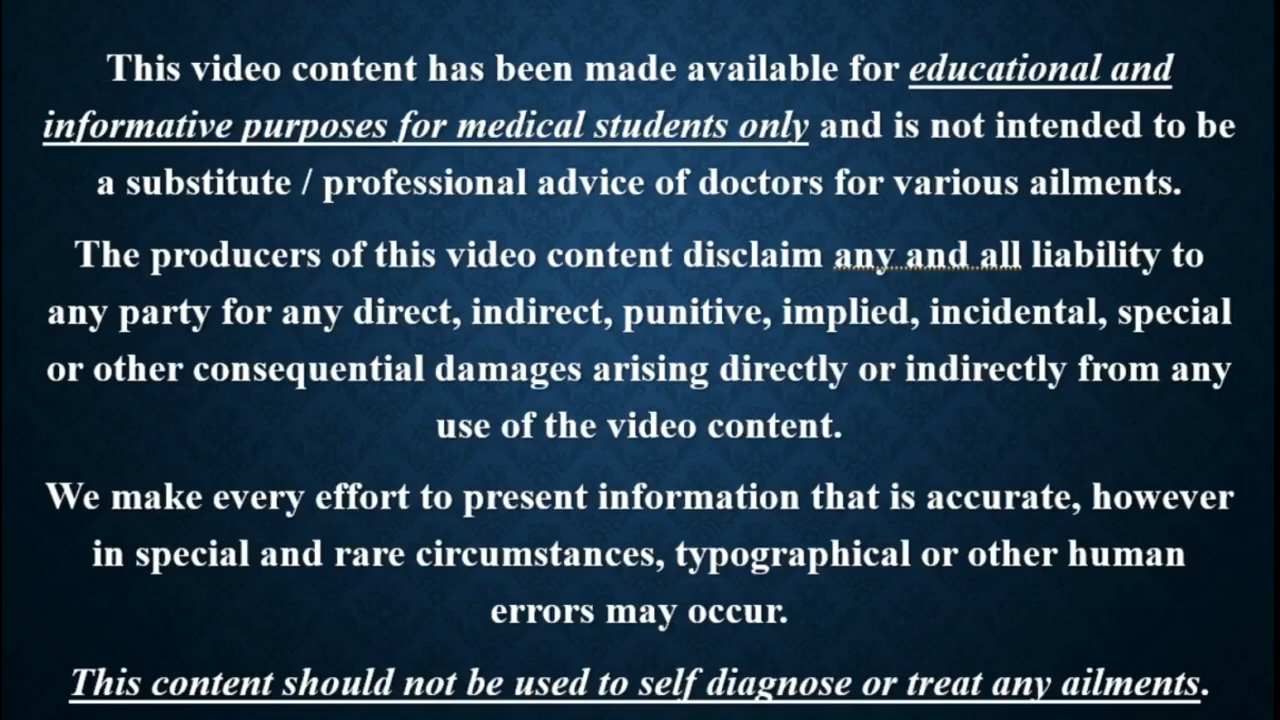 This video content has been made available for educational and
informative purposes for medical students only and is not intended to be
a substitute / professional advice of doctors for various ailments.
The producers of this video content disclaim any and all liability to
any party for any direct, indirect, punitive, implied, incidental, special
or other consequential damages arising directly or indirectly from any
use of the video content.
We make every effort to present information that is accurate, however
in special and rare circumstances, typographical or other human
errors may occur.
This content should not be used to self diagnose or treat any ailments.